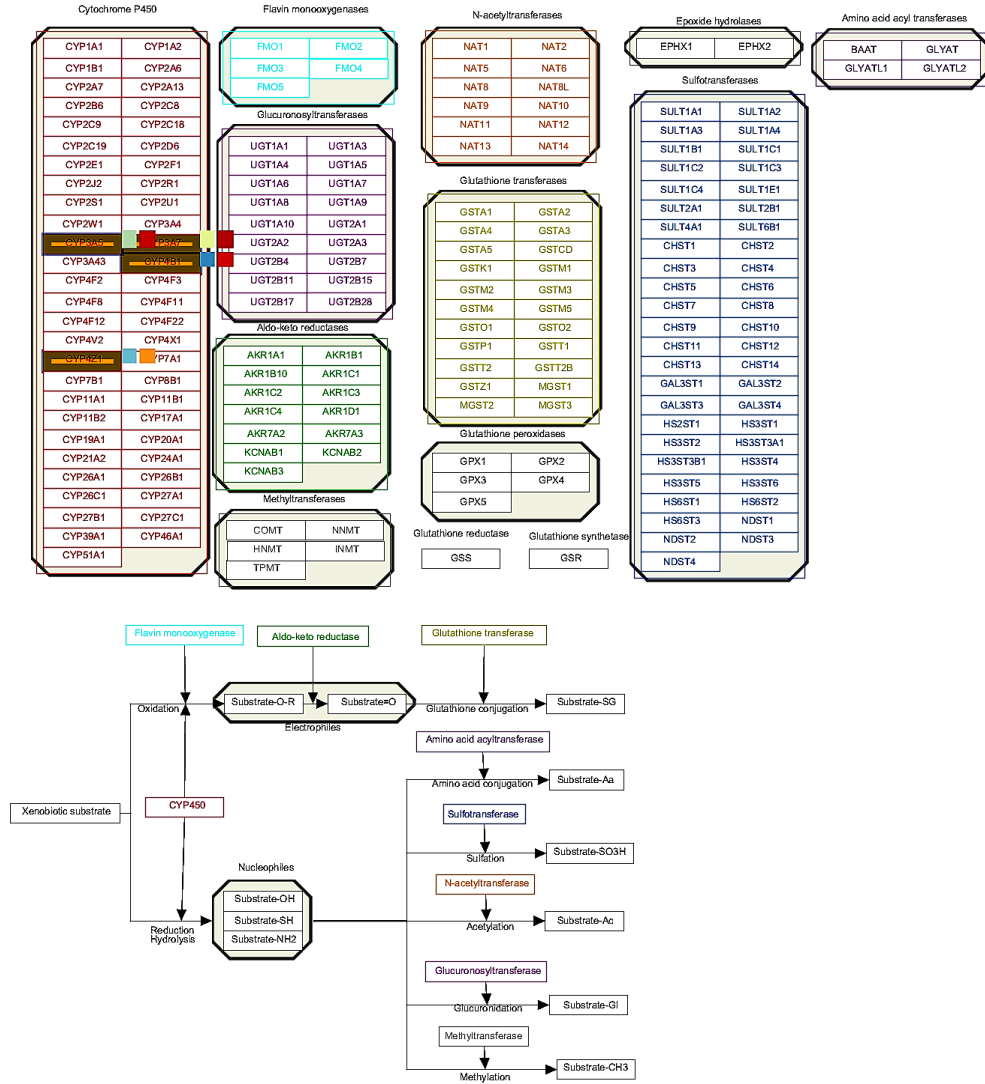 Cytochrome P450
CYP1A1 CYP1A2
CYP1B1 CYP2A6
CYP2A7 CYP2A13
CYP2B6 CYP2C8
CYP2C9 CYP2C18
CYP2C19 CYP2D6
CYP2E1 CYP2F1
CYP2J2 CYP2R1
CYP2S1 CYP2U1
CYP2W1 CYP3A4
CYP3A5 CYP3A7
CYP3A43 CYP4B1
CYP4F2 CYP4F3
CYP4F8 CYP4F11
CYP4F12 CYP4F22
CYP4V2 CYP4X1
CYP4Z1 CYP7A1
CYP7B1 CYP8B1
CYP11A1 CYP11B1
CYP11B2 CYP17A1
CYP19A1 CYP20A1
CYP21A2 CYP24A1
CYP26A1 CYP26B1
CYP26C1 CYP27A1
CYP27B1 CYP27C1
CYP39A1 CYP46A1
CYP51A1
Flavin monooxygenases
FMO1 FMO2
FMO3 FMO4
FMO5
Glucuronosyltransferases
UGT1A1 UGT1A3
UGT1A4 UGT1A5
UGT1A6 UGT1A7
UGT1A8 UGT1A9
UGT1A10 UGT2A1
UGT2A2 UGT2A3
UGT2B4 UGT2B7
UGT2B11 UGT2B15
UGT2B17 UGT2B28
Aldo-keto reductases
AKR1A1 AKR1B1
AKR1B10 AKR1C1
AKR1C2 AKR1C3
AKR1C4 AKR1D1
AKR7A2 AKR7A3
KCNAB1 KCNAB2
KCNAB3
Methyltransferases
COMT NNMT
HNMT INMT
TPMT
N-acetyltransferases
NAT1 NAT2
NAT5 NAT6
NAT8 NAT8L
NAT9 NAT10
NAT11 NAT12
NAT13 NAT14
Glutathione transferases
GSTA1 GSTA2
GSTA4 GSTA3
GSTA5 GSTCD
GSTK1 GSTM1
GSTM2 GSTM3
GSTM4 GSTM5
GSTO1 GSTO2
GSTP1 GSTT1
GSTT2 GSTT2B
GSTZ1 MGST1
MGST2 MGST3
Glutathione peroxidases
GPX1 GPX2
GPX3 GPX4
GPX5
Glutathione reductase Glutathione synthetase
GSS GSR
Epoxide hydrolases
EPHX1 EPHX2
Sulfotransferases
SULT1A1 SULT1A2
SULT1A3 SULT1A4
SULT1B1 SULT1C1
SULT1C2 SULT1C3
SULT1C4 SULT1E1
SULT2A1 SULT2B1
SULT4A1 SULT6B1
CHST1 CHST2
CHST3 CHST4
CHST5 CHST6
CHST7 CHST8
CHST9 CHST10
CHST11 CHST12
CHST13 CHST14
GAL3ST1 GAL3ST2
GAL3ST3 GAL3ST4
HS2ST1 HS3ST1
HS3ST2 HS3ST3A1
HS3ST3B1 HS3ST4
HS3ST5 HS3ST6
HS6ST1 HS6ST2
HS6ST3 NDST1
NDST2 NDST3
NDST4
Amino acid acyl transferases
BAAT GLYAT
GLYATL1 GLYATL2
Flavin monooxygenase Aldo-keto reductase Glutathione transferase
Substrate-O-R Substrate=O Substrate-SG
Oxidation Electrophiles Glutathione conjugation
Amino acid acyltransferase
Amino acid conjugation Substrate-Aa
Xenobiotic substrate CYP450 Sulfotransferase
Sulfation Substrate-SO3H
Nucleophiles
N-acetyltransferase
Substrate-OH
Substrate-SH
Substrate-NH2
Reduction
Hydrolysis
Acetylation Substrate-Ac
Glucuronosyltransferase
Glucuronidation Substrate-Gl
Methyltransferase
Methylation Substrate-CH3